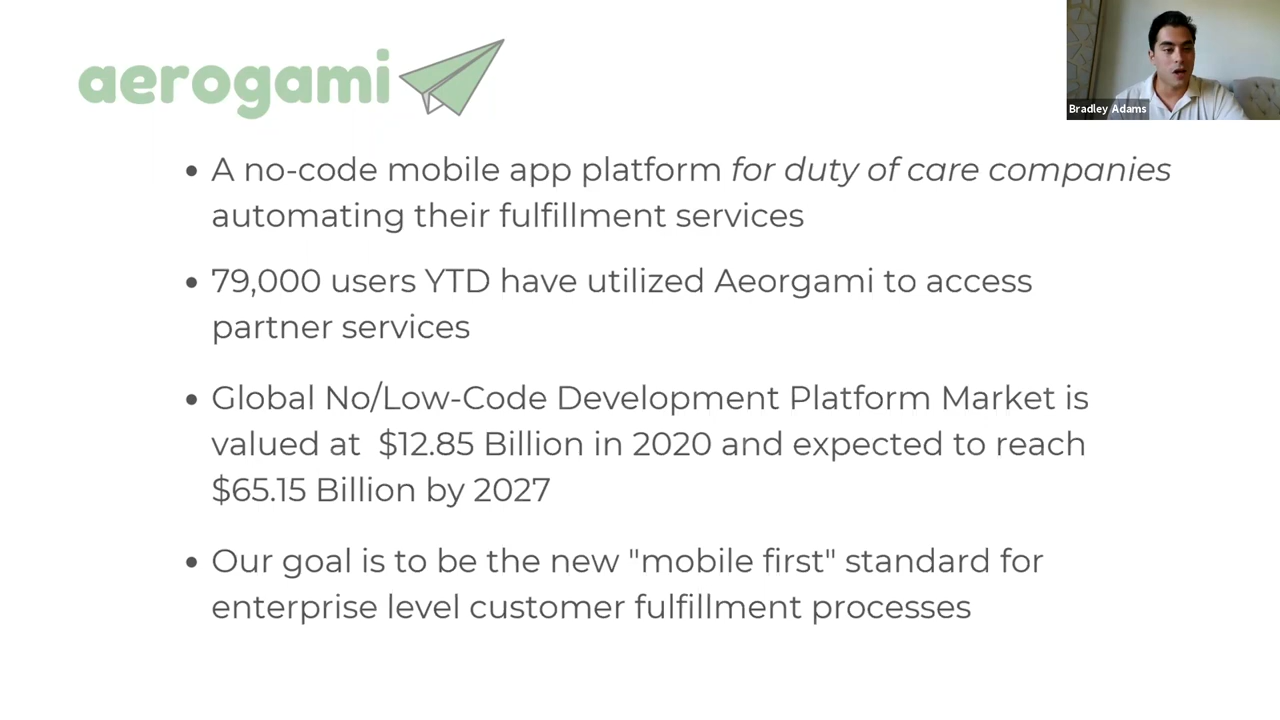 aerogami
Bradley Adams
• A no-code mobile app platform for duty of care companies
automating their fulfillment services
• 79,000 users YTD have utilized Aeorgami to access
partner services
• Global No/Low-Code Development Platform Market is
valued at  $12.85 Billion in 2020 and expected to reach
$65.15 Billion by 2027
• Our goal is to be the new "mobile first" standard for
enterprise level customer fulfillment processes